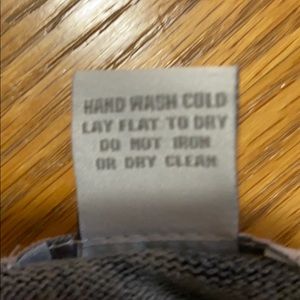 HAND WASH COLD
LAY FLAT TO DRY
DO NOT IRON
OR DRY CLEAN